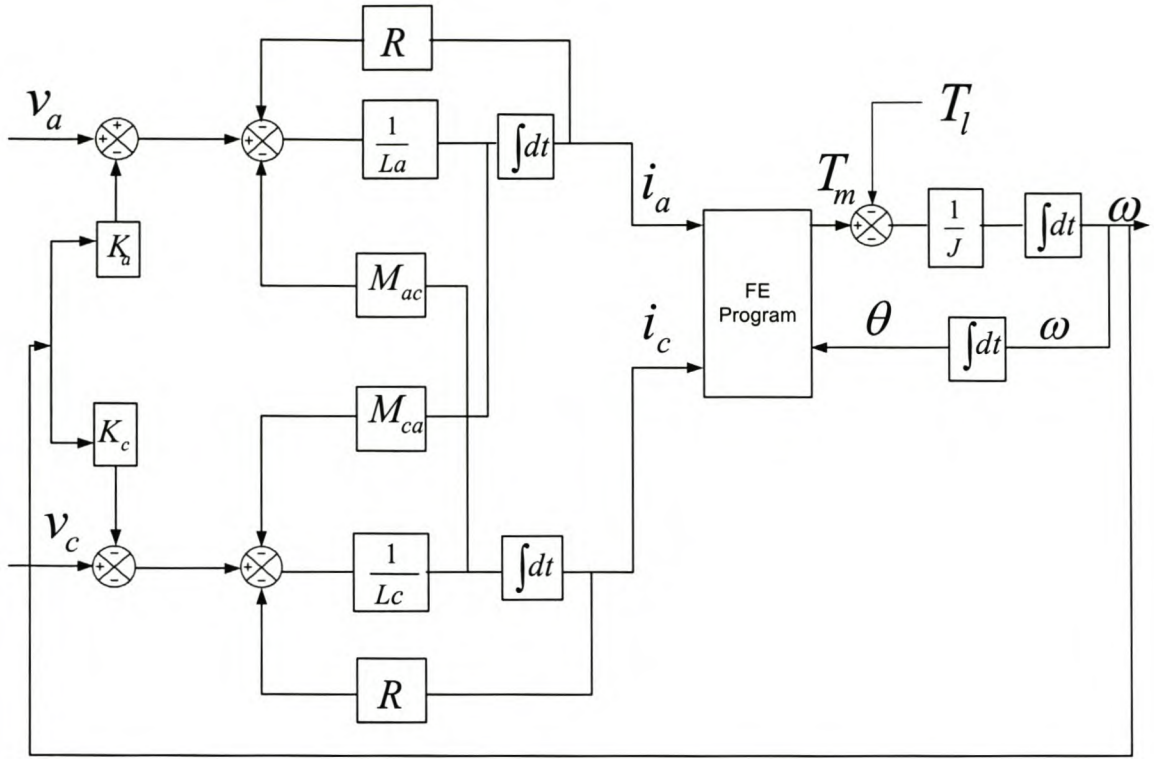 R
v_a
+
+
−
+
−
−
1
La
∫dt
T_l
K_a
i_a
T_m
−
+
−
1
J
∫dt
ω
M_ac
FE
Program
i_c
θ
∫dt
ω
M_ca
K_c
v_c
−
+
−
−
+
−
1
Lc
∫dt
R